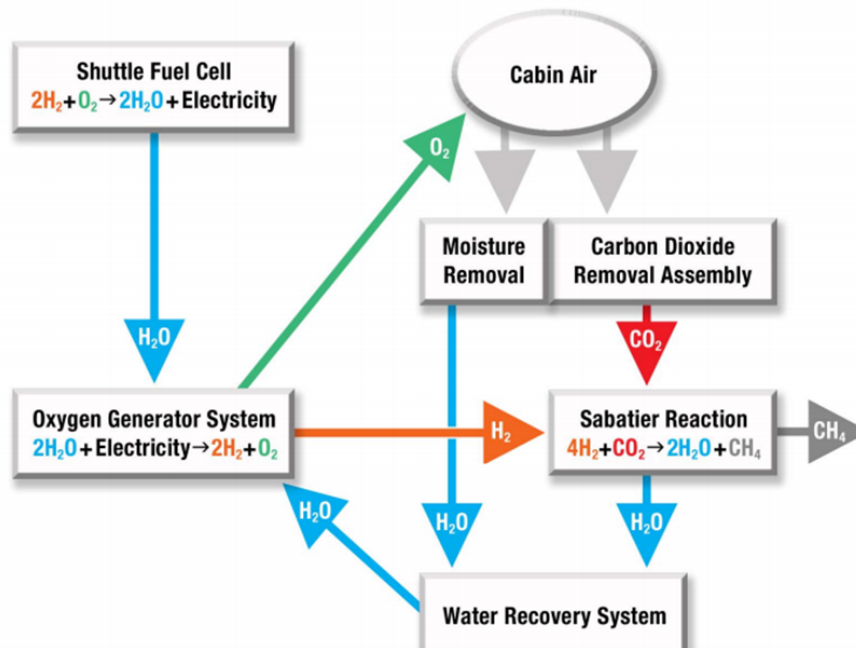 Shuttle Fuel Cell
2H₂+O₂→2H₂O+Electricity
Cabin Air
O₂
Moisture
Removal
Carbon Dioxide
Removal Assembly
H₂O
CO₂
Oxygen Generator System
2H₂O+Electricity→2H₂+O₂
H₂
Sabatier Reaction
4H₂+CO₂→2H₂O+CH₄
CH₄
H₂O
H₂O
H₂O
Water Recovery System